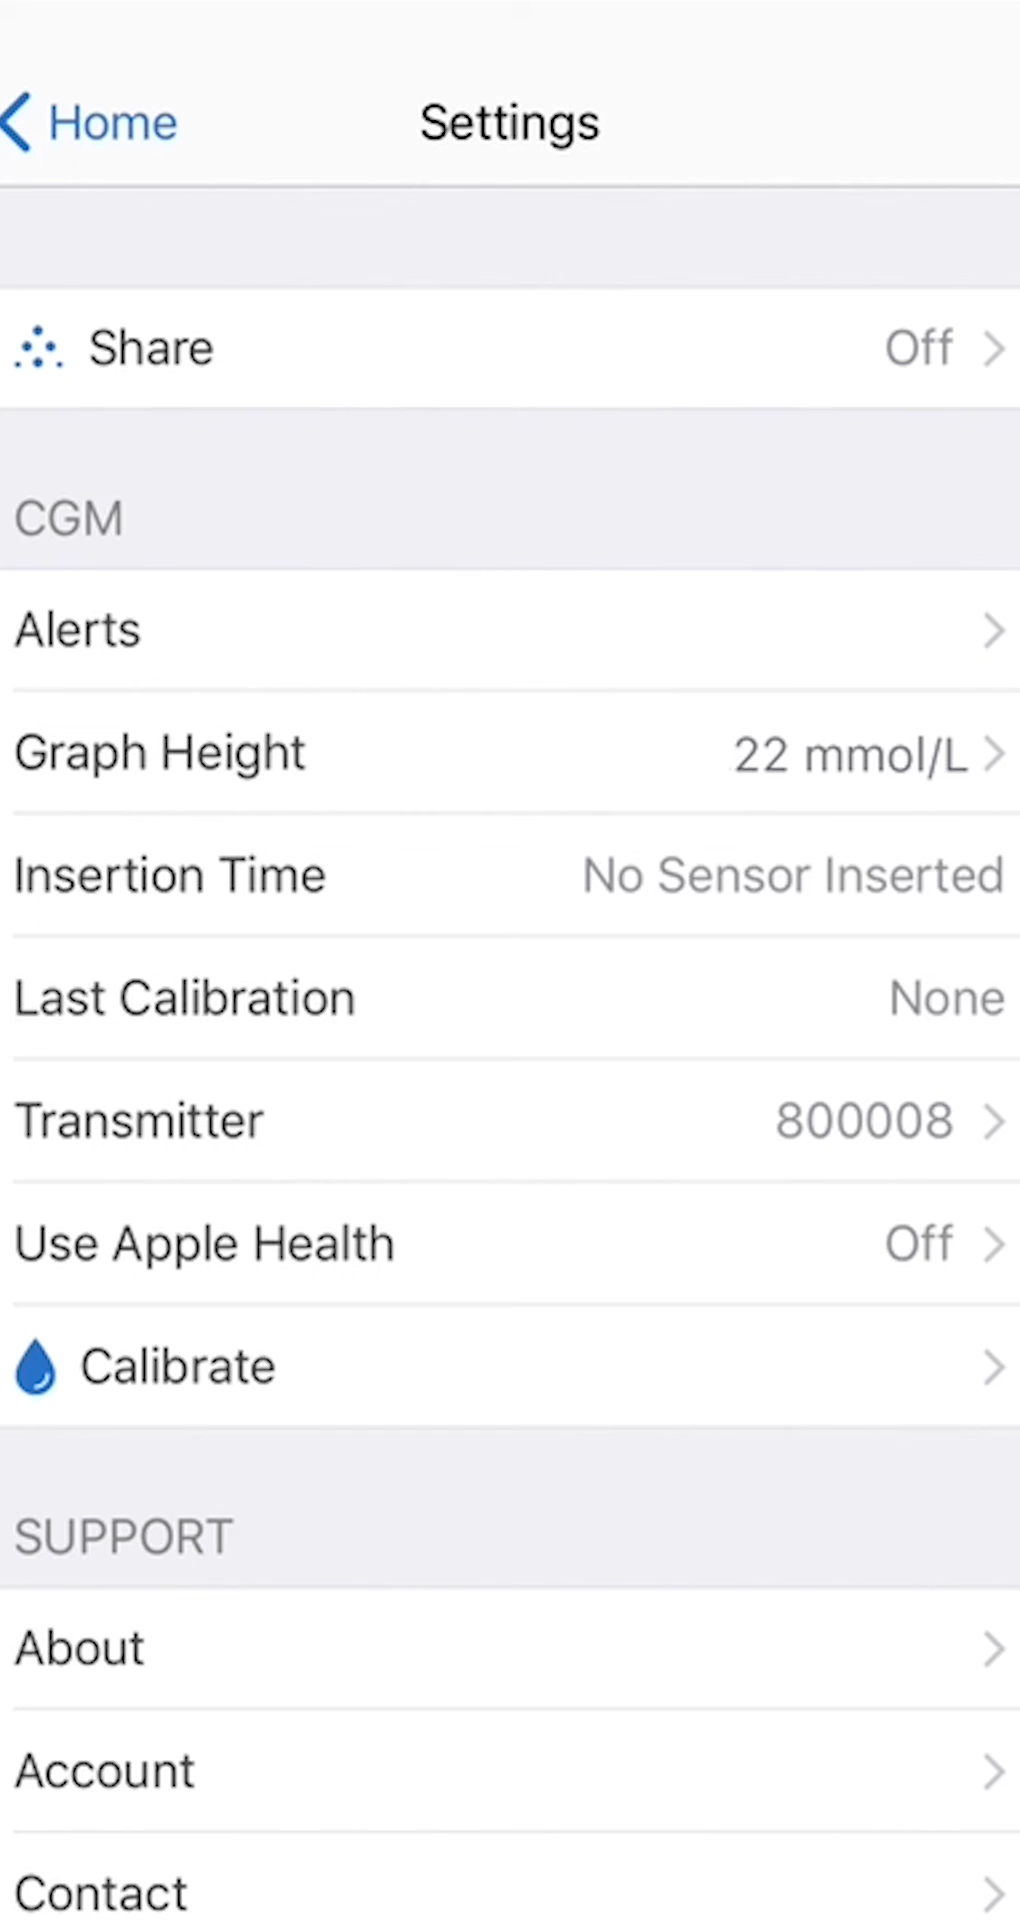 Home Settings
Share Off
CGM
Alerts
Graph Height 22 mmol/L
Insertion Time No Sensor Inserted
Last Calibration None
Transmitter 800008
Use Apple Health Off
Calibrate
SUPPORT
About
Account
Contact